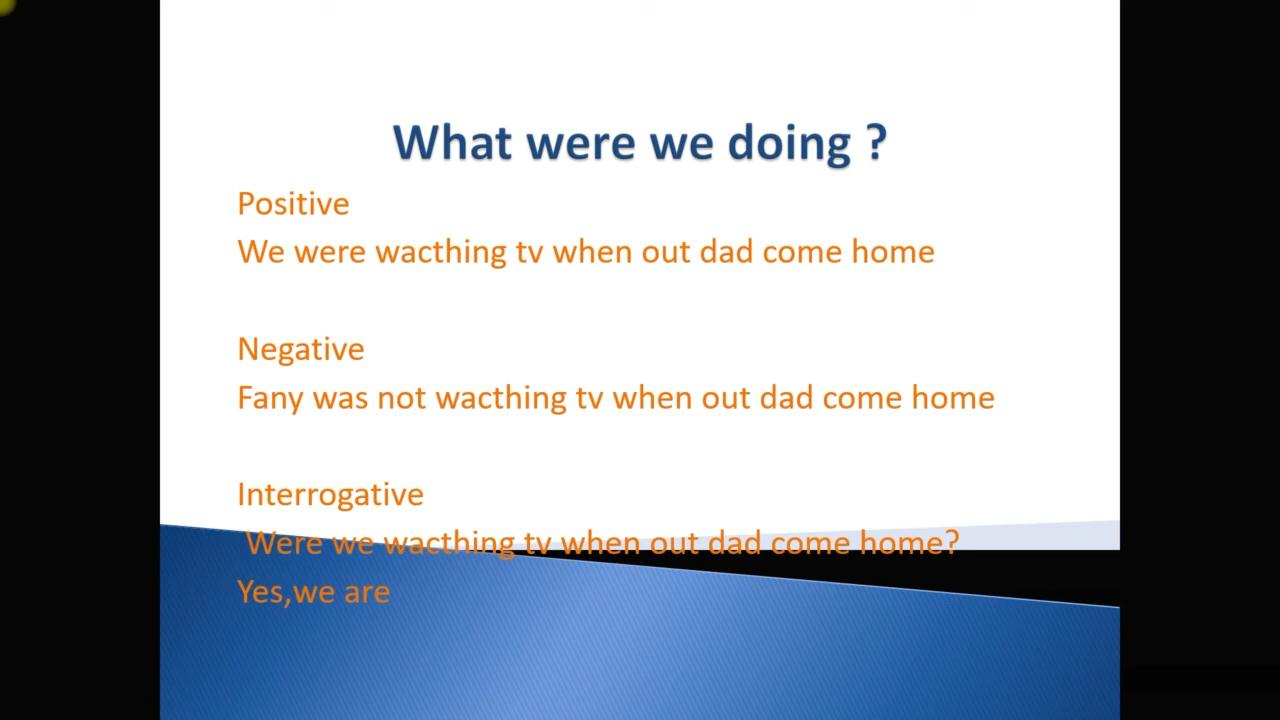 What were we doing ?
Positive
We were wacthing tv when out dad come home
Negative
Fany was not wacthing tv when out dad come home
Interrogative
Were we wacthing tv when out dad come home?
Yes,we are